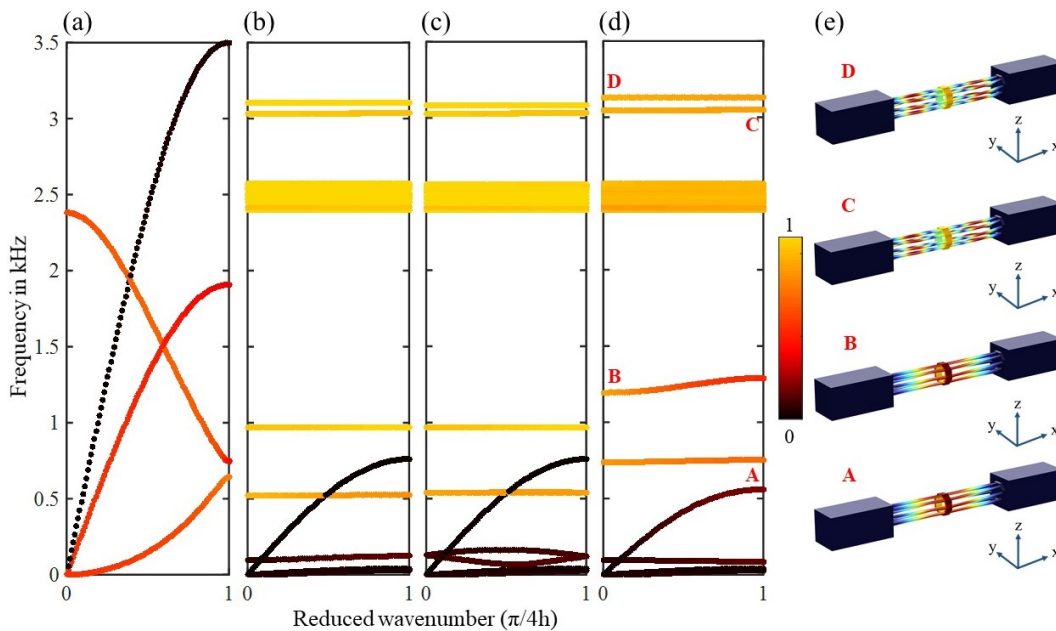 (a) (b) (c) (d) (e)
3.5
3
2.5
2
1.5
1
0.5
0
Frequency in kHz
0 1 0 1 0 1 0 1
Reduced wavenumber (π/4h)
D
C
B
A
1
0
D
z
y x
C
z
y x
B
z
y x
A
z
y x